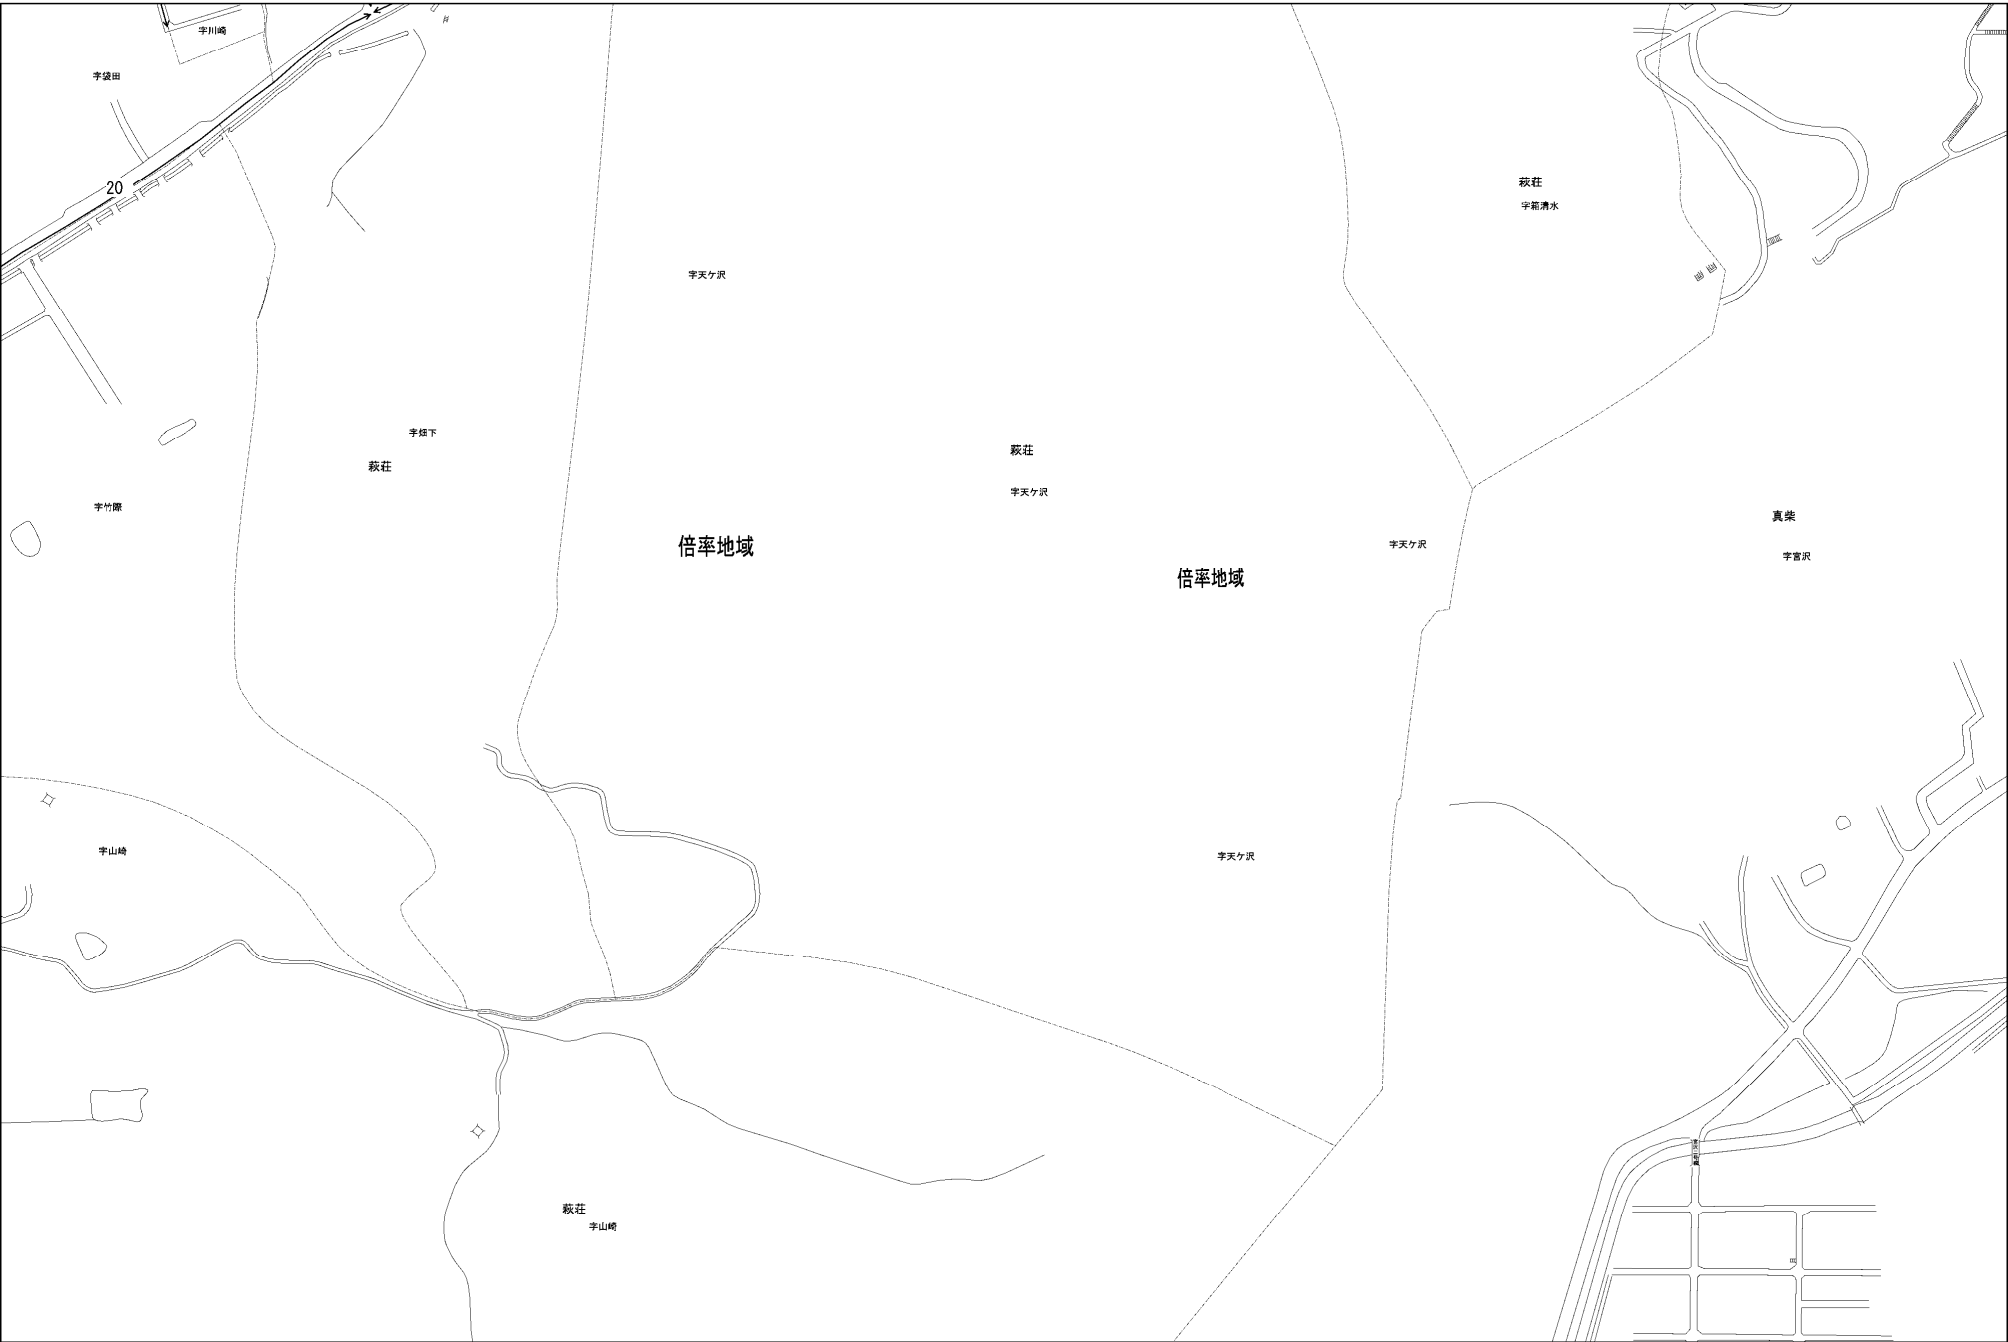 字川崎
字袋田
20
萩荘
字箱清水
字天ケ沢
字畑下
萩荘
萩荘
字天ケ沢
字竹際
真柴
字宮沢
倍率地域
字天ケ沢
倍率地域
字山崎
字天ケ沢
萩荘
字山崎